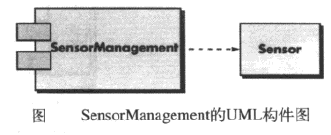 SensorManagement
Sensor
图 SensorManagement的UML构件图